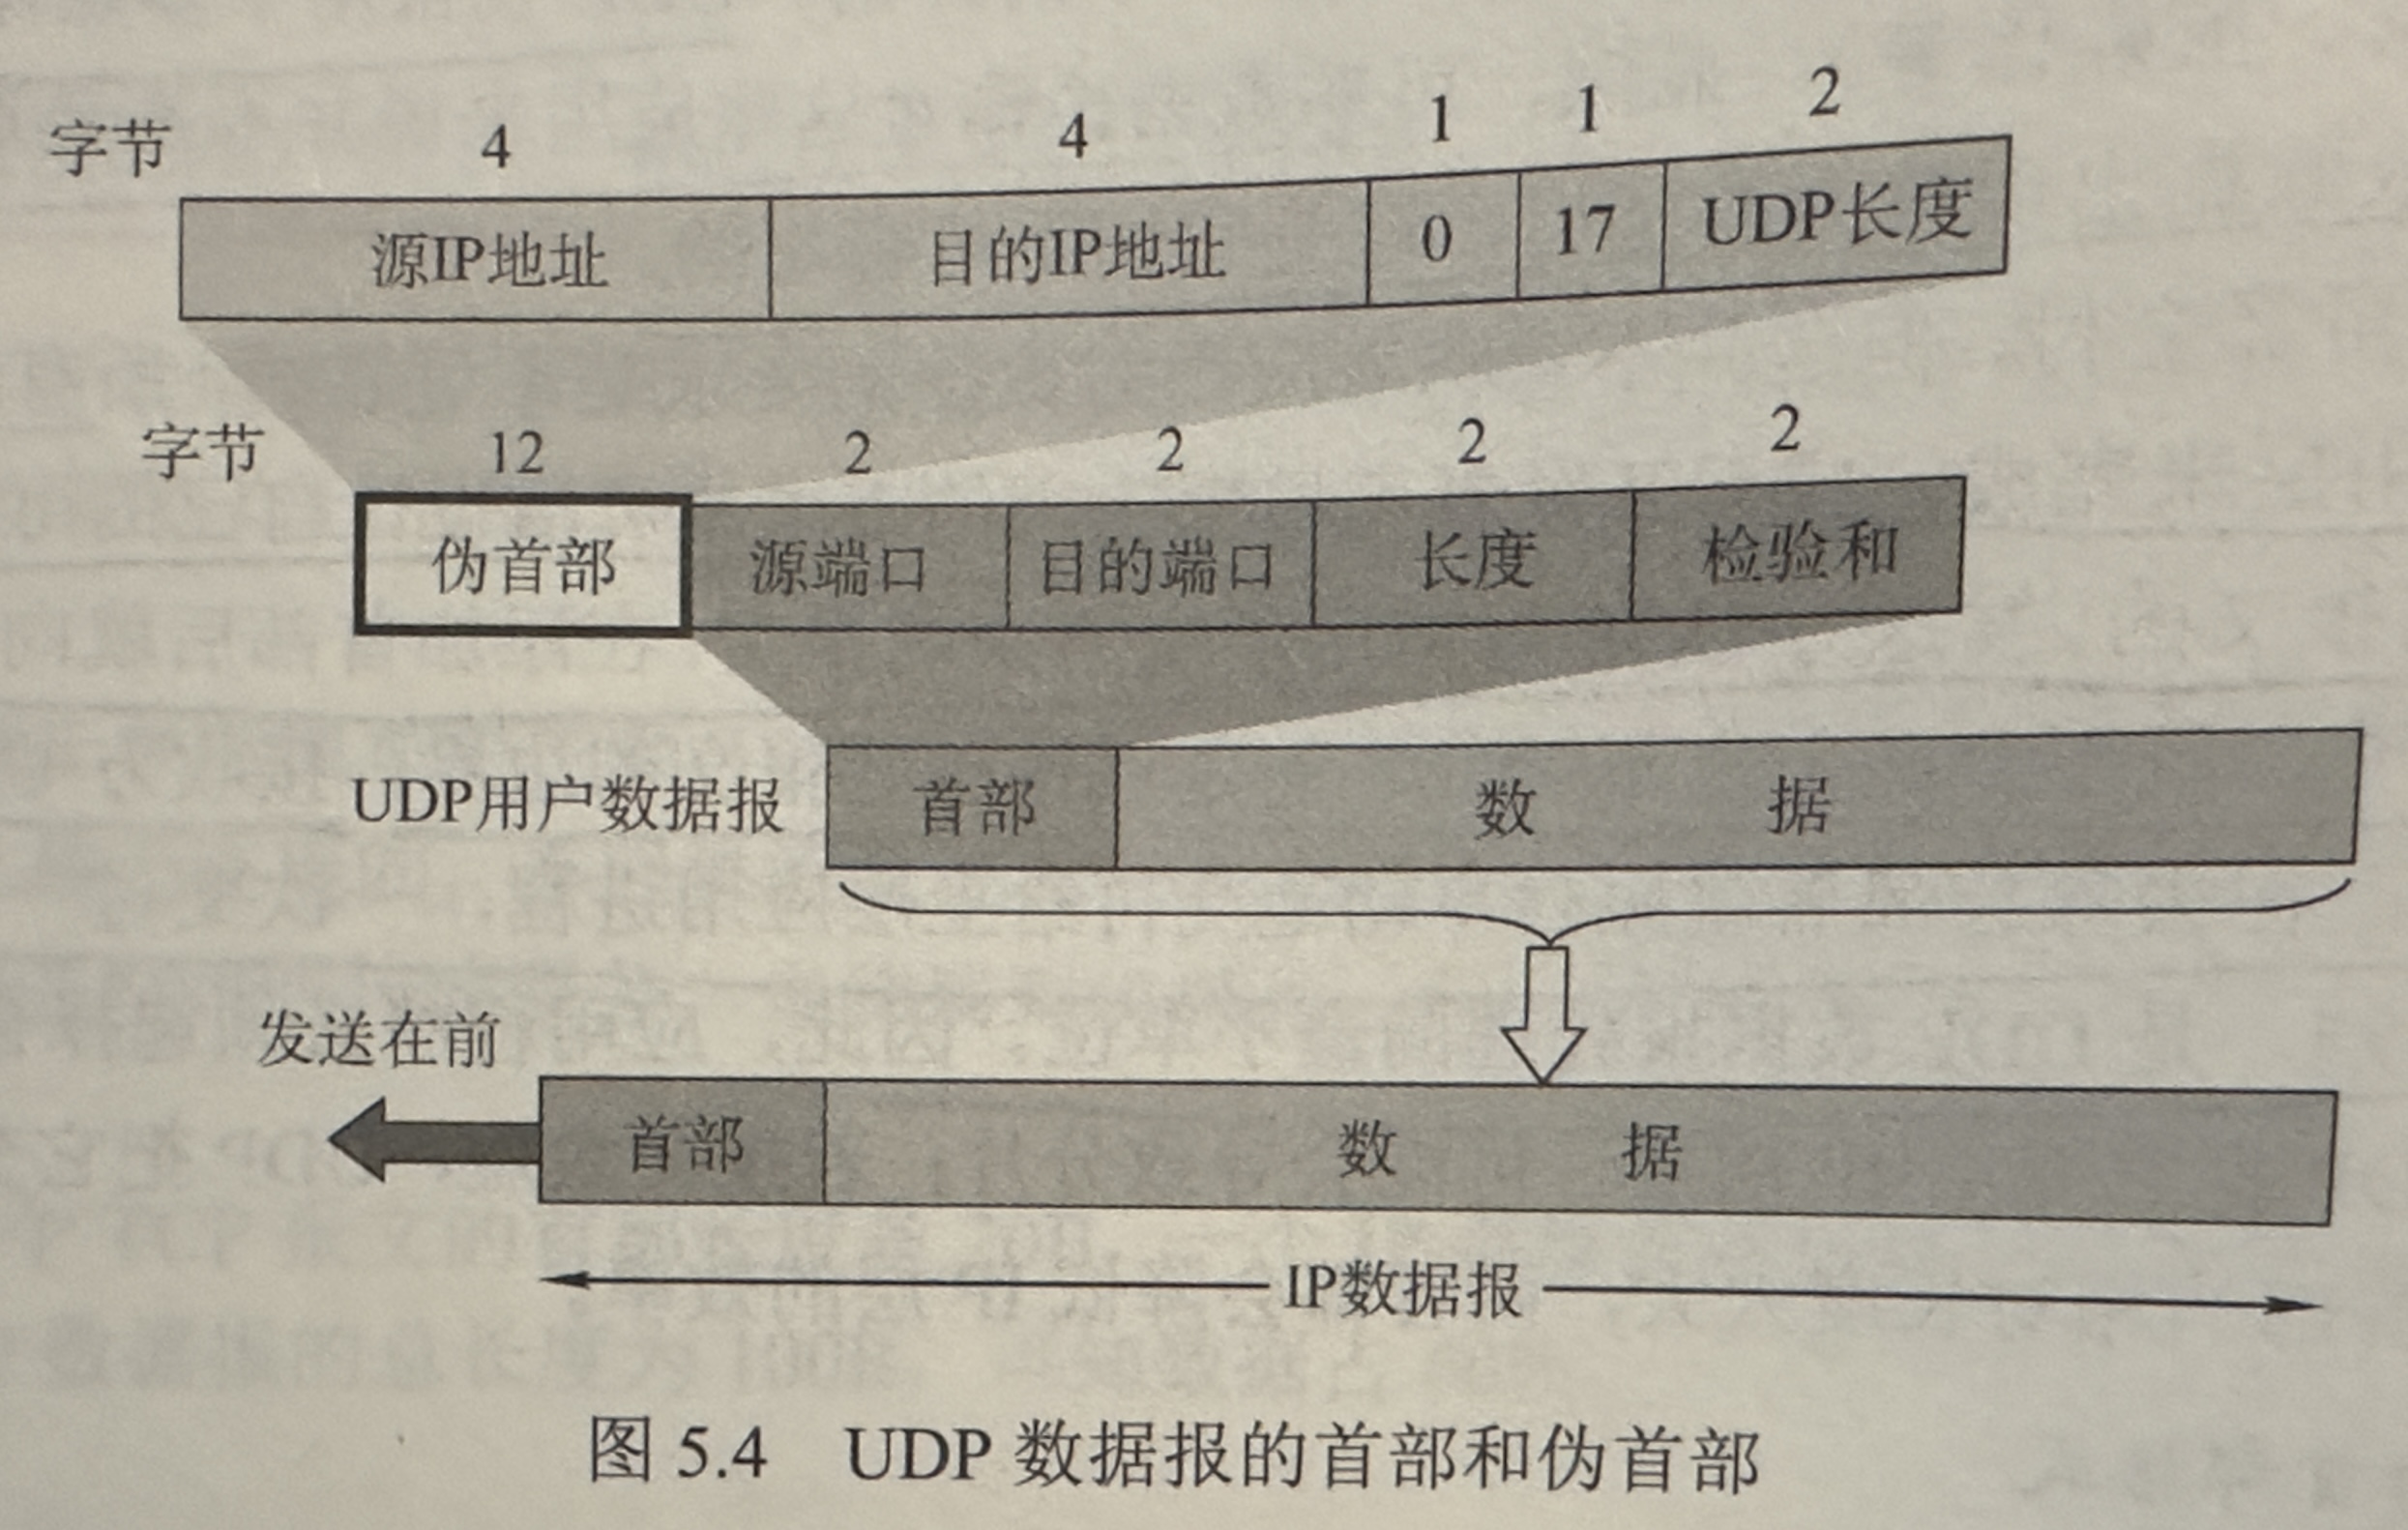 字节 4 4 1 1 2
源IP地址 目的IP地址 0 17 UDP长度
字节 12 2 2 2 2
伪首部 源端口 目的端口 长度 检验和
UDP用户数据报 首部 数 据
发送在前
首部 数 据
IP数据报
图 5.4 UDP 数据报的首部和伪首部